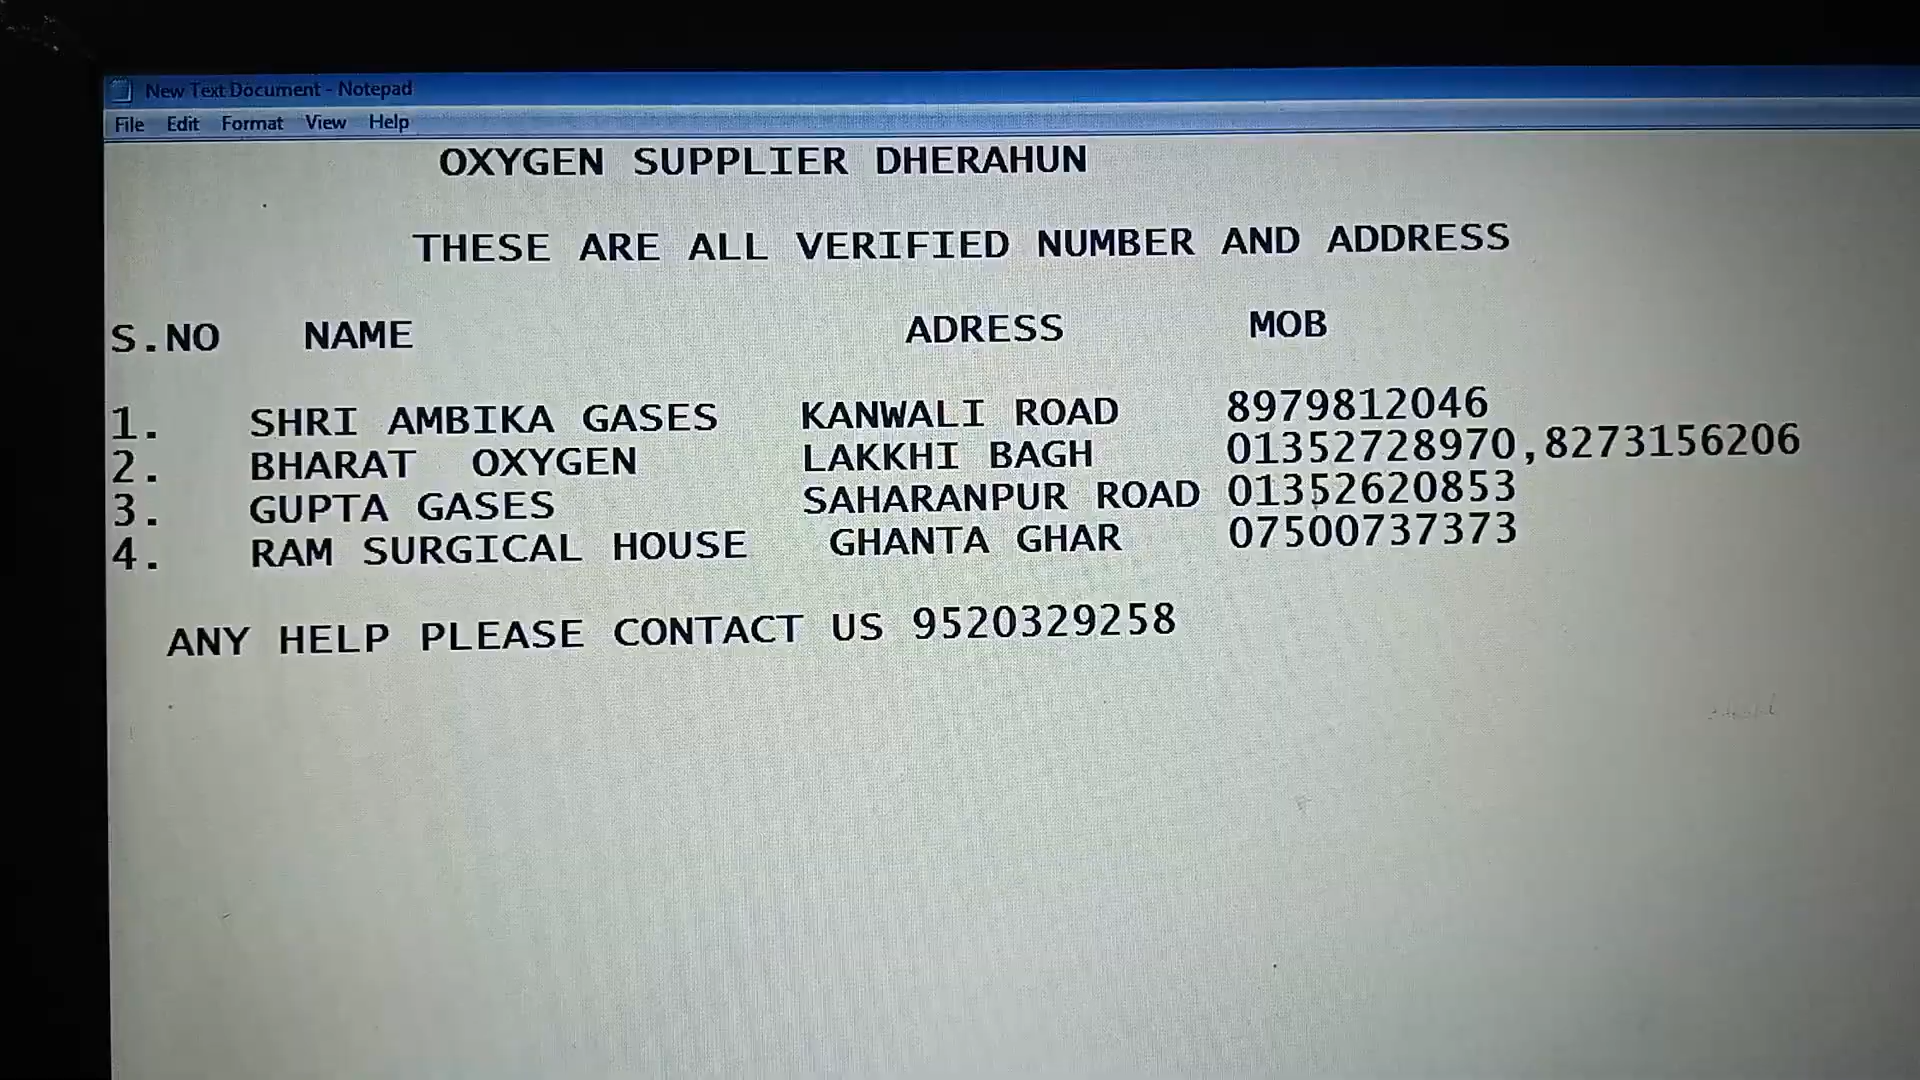 New Text Document - Notepad
File Edit Format View Help
OXYGEN SUPPLIER DHERAHUN
THESE ARE ALL VERIFIED NUMBER AND ADDRESS
S.NO NAME ADRESS MOB
1. SHRI AMBIKA GASES KANWALI ROAD 8979812046
2. BHARAT OXYGEN LAKKHI BAGH 01352728970,8273156206
3. GUPTA GASES SAHARANPUR ROAD 01352620853
4. RAM SURGICAL HOUSE GHANTA GHAR 07500737373
ANY HELP PLEASE CONTACT US 9520329258